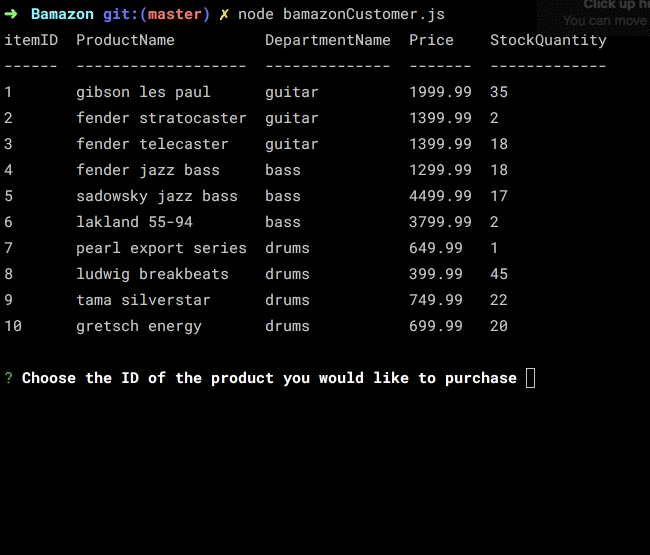 Click up he
You can move
➜ Bamazon git:(master) ✗ node bamazonCustomer.js
itemID ProductName DepartmentName Price StockQuantity
------ ------------------- -------------- ------- -------------
1 gibson les paul guitar 1999.99 35
2 fender stratocaster guitar 1399.99 2
3 fender telecaster guitar 1399.99 18
4 fender jazz bass bass 1299.99 18
5 sadowsky jazz bass bass 4499.99 17
6 lakland 55-94 bass 3799.99 2
7 pearl export series drums 649.99 1
8 ludwig breakbeats drums 399.99 45
9 tama silverstar drums 749.99 22
10 gretsch energy drums 699.99 20
? Choose the ID of the product you would like to purchase